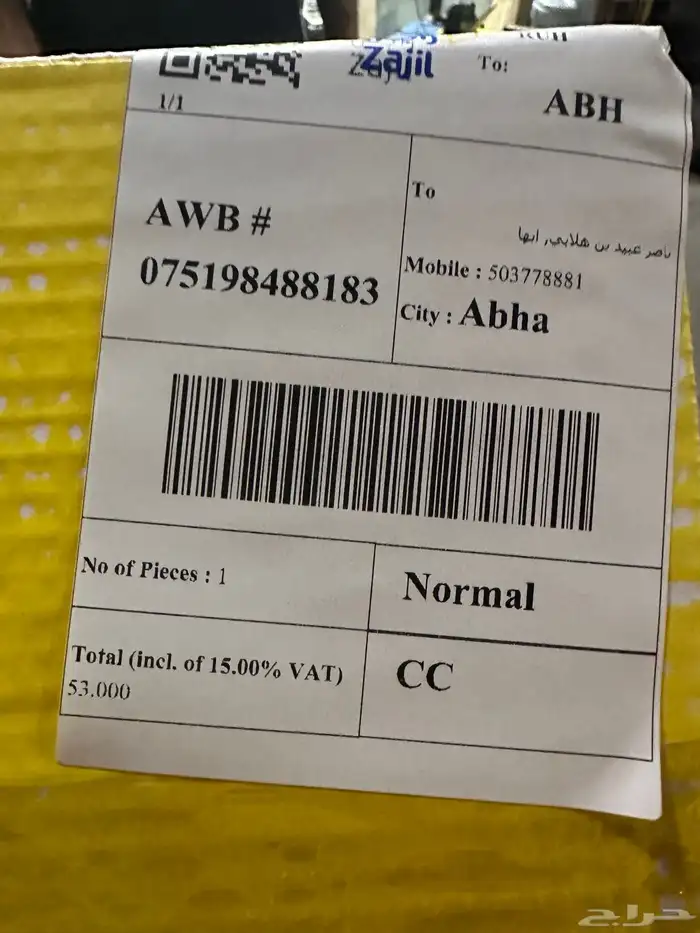 Zajil
To:
1/1
ABH
AWB #
075198488183
To
ناصر عبيد بن هلابي, ابها
Mobile : 503778881
City : Abha
No of Pieces : 1
Normal
Total (incl. of 15.00% VAT)
53.000
CC
حراج